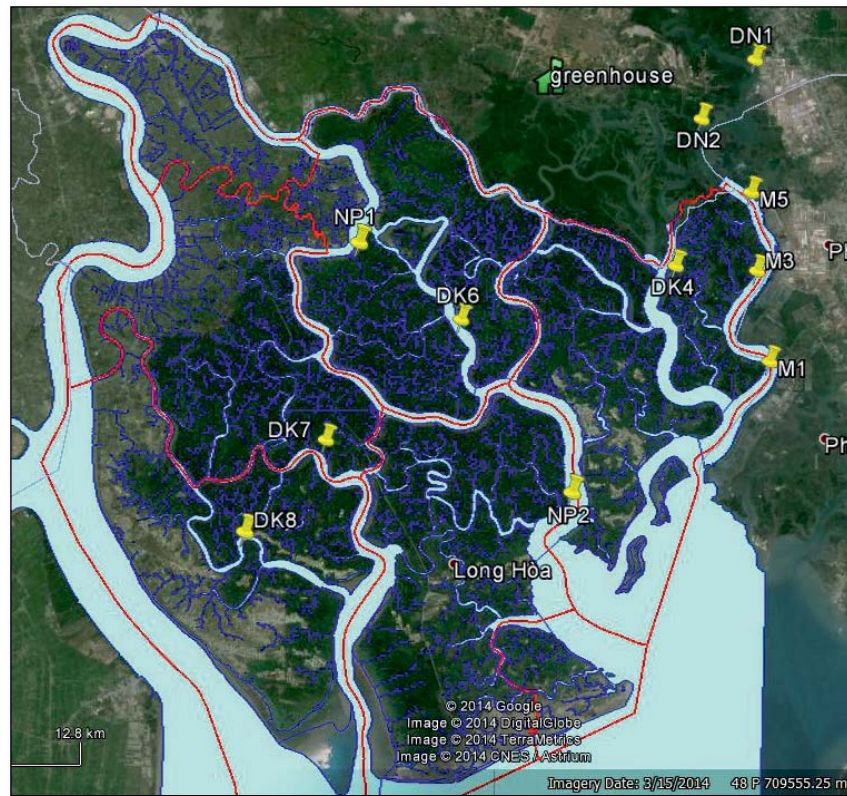 DN1
greenhouse
DN2
M5
NP1
M3
DK4
DK6
M1
DK7
NP2
DK8
Long Hòa
© 2014 Google
Image © 2014 DigitalGlobe
Image © 2014 TerraMetrics
Image © 2014 CNES / Astrium
12.8 km
Imagery Date: 3/15/2014 48 P 709555.25 m